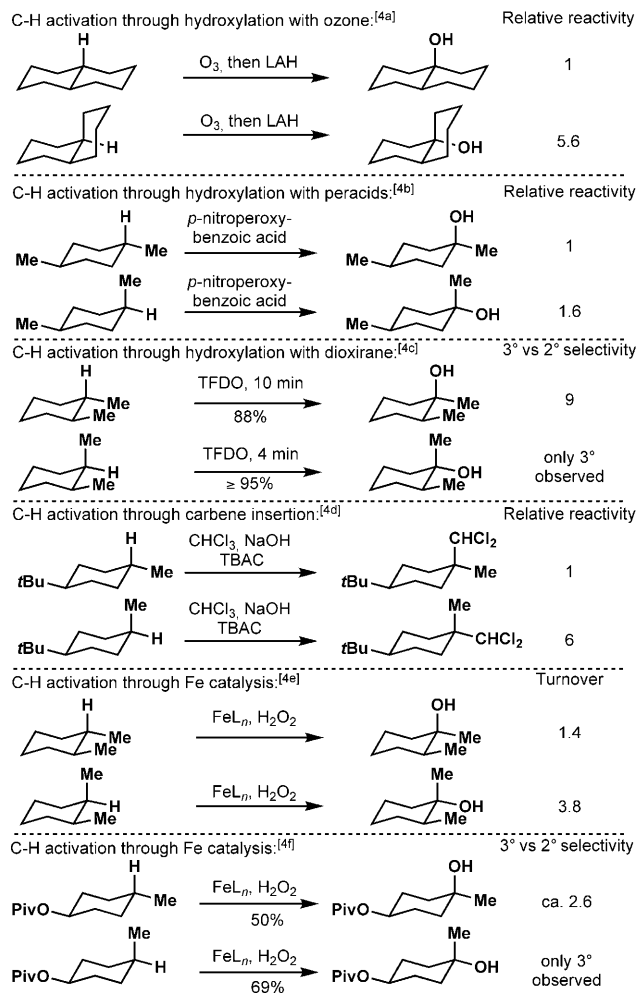 C-H activation through hydroxylation with ozone:[4a] Relative reactivity
H
O3, then LAH
OH
1
H
O3, then LAH
OH
5.6
C-H activation through hydroxylation with peracids:[4b] Relative reactivity
H
Me
Me
p-nitroperoxy-
benzoic acid
OH
Me
Me
1
Me
H
Me
p-nitroperoxy-
benzoic acid
Me
OH
Me
1.6
C-H activation through hydroxylation with dioxirane:[4c] 3° vs 2° selectivity
H
Me
Me
TFDO, 10 min
88%
OH
Me
Me
9
Me
H
Me
TFDO, 4 min
≥ 95%
Me
OH
Me
only 3°
observed
C-H activation through carbene insertion:[4d] Relative reactivity
H
Me
tBu
CHCl3, NaOH
TBAC
CHCl2
Me
tBu
1
Me
H
tBu
CHCl3, NaOH
TBAC
Me
CHCl2
tBu
6
C-H activation through Fe catalysis:[4e] Turnover
H
Me
Me
FeLn, H2O2
OH
Me
Me
1.4
Me
H
Me
FeLn, H2O2
Me
OH
Me
3.8
C-H activation through Fe catalysis:[4f] 3° vs 2° selectivity
H
Me
PivO
FeLn, H2O2
50%
OH
Me
PivO
ca. 2.6
Me
H
PivO
FeLn, H2O2
69%
Me
OH
PivO
only 3°
observed